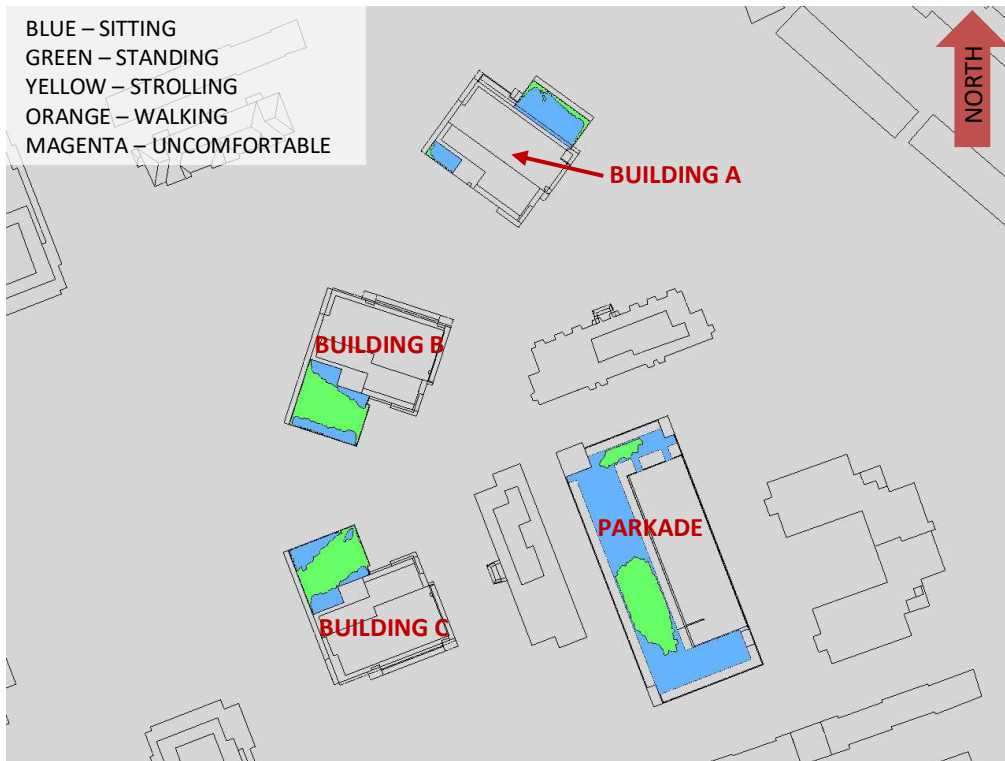 BLUE – SITTING
GREEN – STANDING
YELLOW – STROLLING
ORANGE – WALKING
MAGENTA – UNCOMFORTABLE
NORTH
BUILDING A
BUILDING B
PARKADE
BUILDING C